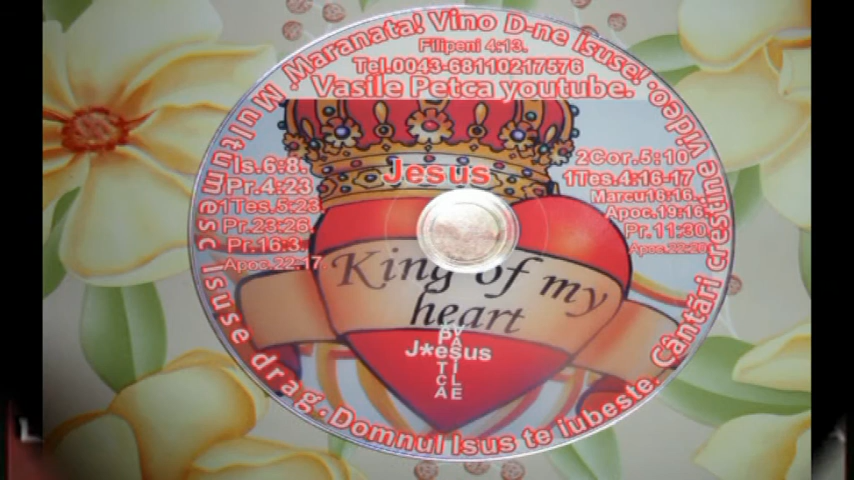 .Maranata! Vino D-ne Isuse!.
Filipeni 4:13.
Tel.0043-68110217576
Vasile Petca youtube.
Jesus
Is.6:8.
Pr.4:23
1Tes.5:23
Pr.23:26.
Pr.16:3.
Apoc.22:17
2Cor.5:10
1Tes.4:16-17
Marcu16:16.
Apoc.19:16.
Pr.11:30.
King of my
heart
J*esus
PETCA
VASILE
Mulțumesc Isuse drag.
Domnul Isus te iubește.
Cântări creștine video.